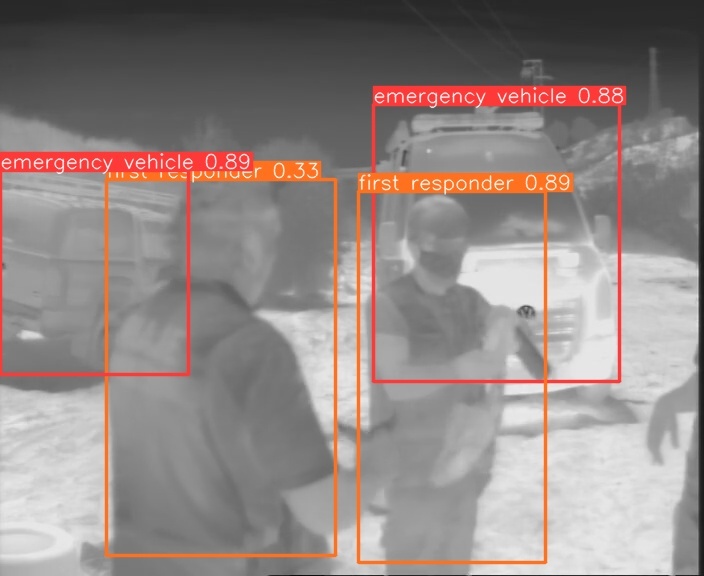 emergency vehicle 0.88
emergency vehicle 0.89
first responder 0.33
first responder 0.89